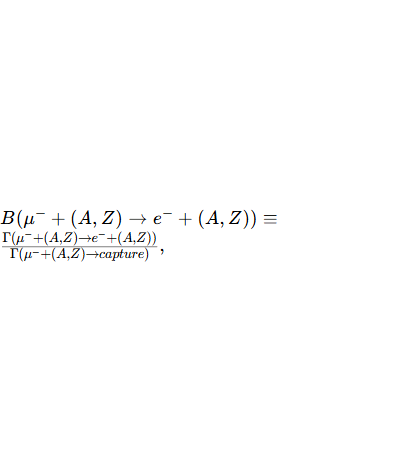 B(μ⁻ + (A, Z) → e⁻ + (A, Z)) ≡
Γ(μ⁻+(A,Z)→e⁻+(A,Z))
Γ(μ⁻+(A,Z)→capture) ,